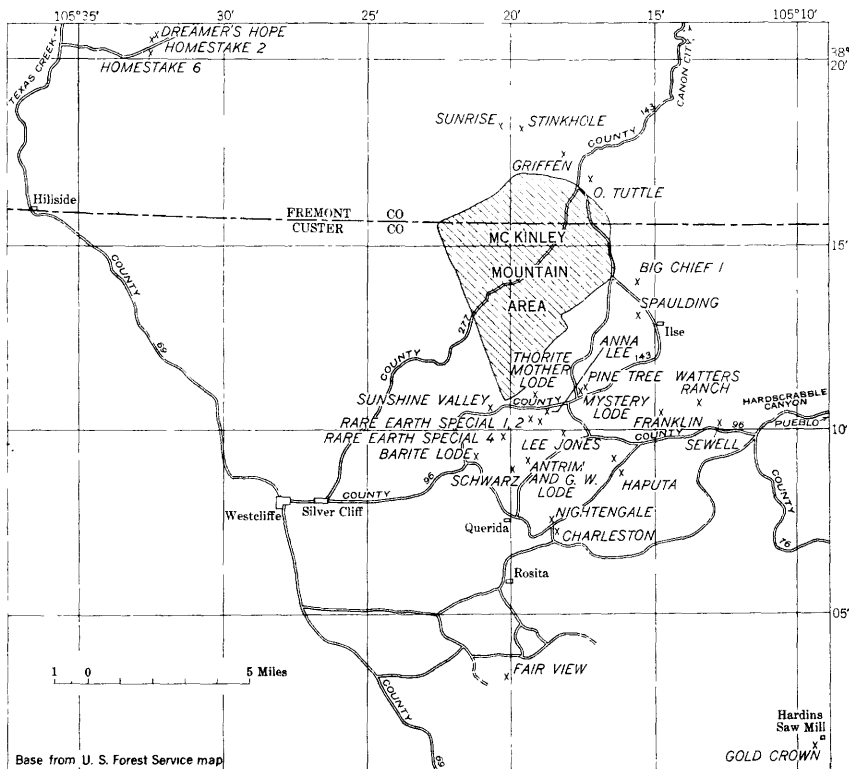 105°35'
30'
25'
20'
15'
105°10'
DREAMER'S HOPE
HOMESTAKE 2
HOMESTAKE 6
38°
20'
TEXAS CREEK
CANON CITY
143
SUNRISE
STINKHOLE
COUNTY
GRIFFEN
O. TUTTLE
Hillside
FREMONT CO
CUSTER CO
15'
MC KINLEY
MOUNTAIN
AREA
BIG CHIEF 1
SPAULDING
Ilse
COUNTY
69
277
COUNTY
ANNA
LEE
143
THORITE
MOTHER
LODE
PINE TREE WATTERS
RANCH
SUNSHINE VALLEY
COUNTY
MYSTERY
LODE
HARDSCRABBLE
CANYON
RARE EARTH SPECIAL 1, 2
FRANKLIN
96
PUEBLO
10'
RARE EARTH SPECIAL 4
LEE JONES
COUNTY
SEWELL
BARITE LODE
ANTRIM
AND G. W.
LODE
SCHWARZ
HAPUTA
96
COUNTY
COUNTY
76
Westcliffe
Silver Cliff
Querida
NIGHTENGALE
CHARLESTON
Rosita
05'
FAIR VIEW
1 0 5 Miles
COUNTY
69
Hardins
Saw Mill
GOLD CROWN
Base from U. S. Forest Service map